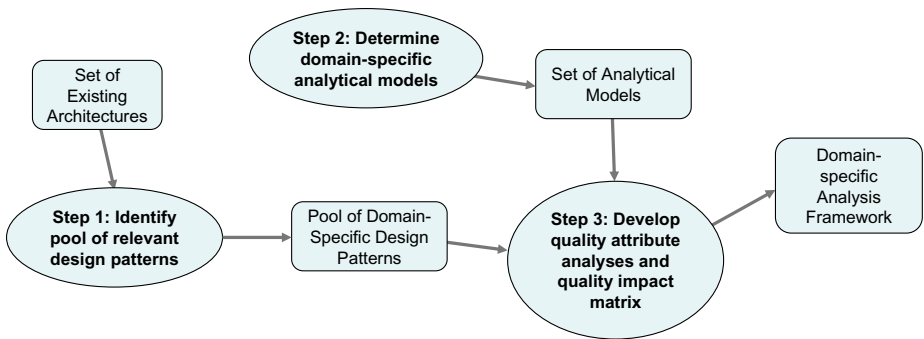 Step 2: Determine
domain-specific
analytical models
Set of
Existing
Architectures
Set of Analytical
Models
Domain-
specific
Analysis
Framework
Step 1: Identify
pool of relevant
design patterns
Pool of Domain-
Specific Design
Patterns
Step 3: Develop
quality attribute
analyses and
quality impact
matrix